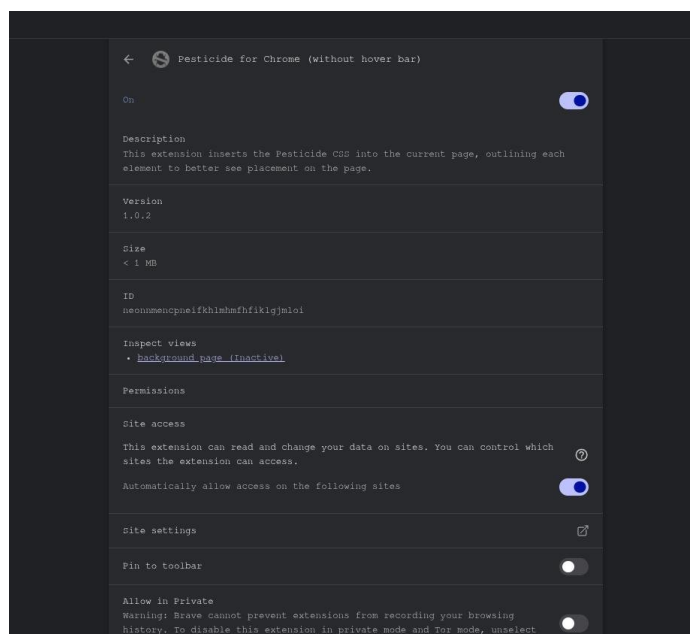 Pesticide for Chrome (without hover bar)
On
Description
This extension inserts the Pesticide CSS into the current page, outlining each
element to better see placement on the page.
Version
1.0.2
Size
< 1 MB
ID
neonnmencpneifkhlmhmfhfiklgjmloi
Inspect views
• background page (Inactive)
Permissions
Site access
This extension can read and change your data on sites. You can control which
sites the extension can access.
Automatically allow access on the following sites
Site settings
Pin to toolbar
Allow in Private
Warning: Brave cannot prevent extensions from recording your browsing
history. To disable this extension in private mode and Tor mode, unselect